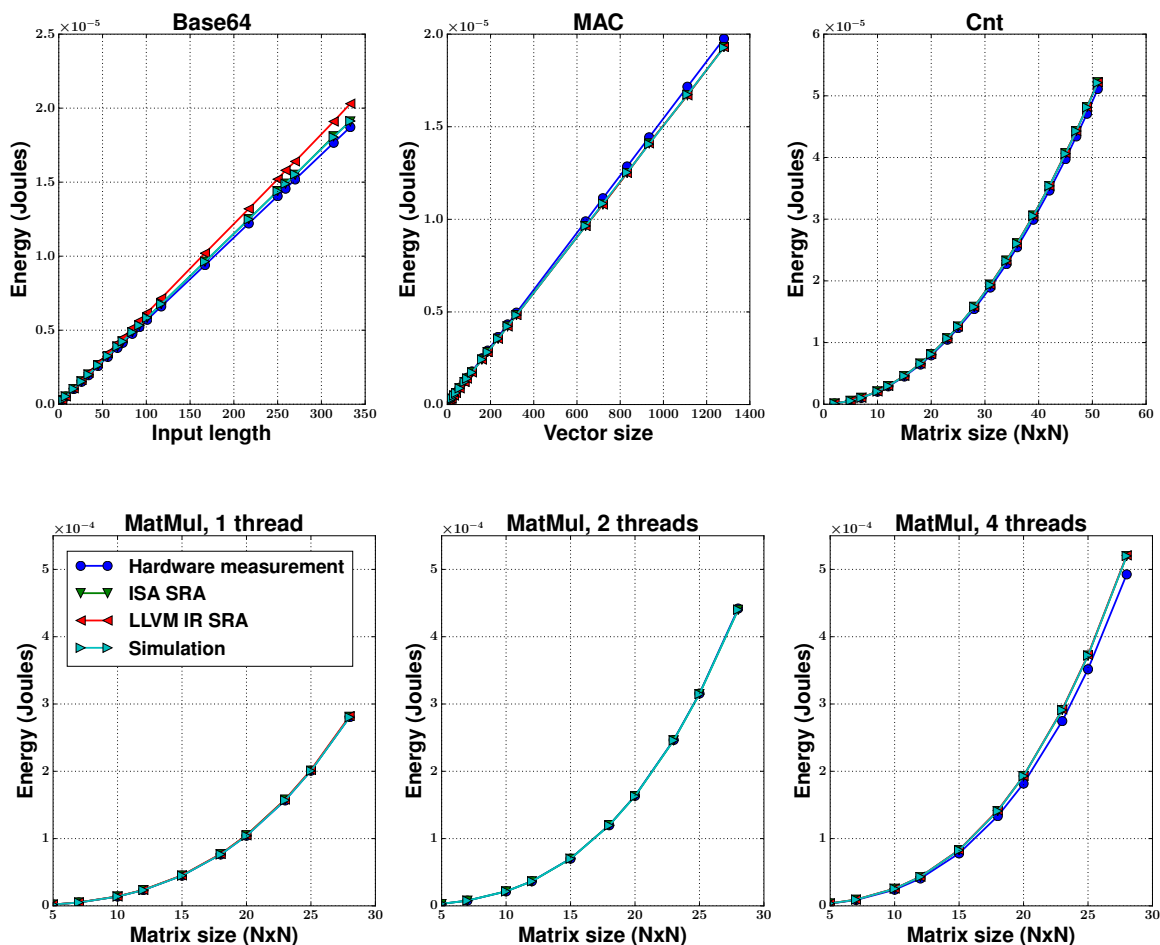 Base64
×10⁻⁵
2.5
2.0
1.5
1.0
0.5
0.0
Energy (Joules)
0 50 100 150 200 250 300 350
Input length
MAC
×10⁻⁵
2.0
1.5
1.0
0.5
0.0
Energy (Joules)
0 200 400 600 800 1000 1200 1400
Vector size
Cnt
×10⁻⁵
6
5
4
3
2
1
0
Energy (Joules)
0 10 20 30 40 50 60
Matrix size (NxN)
MatMul, 1 thread
×10⁻⁴
5
4
3
2
1
0
Energy (Joules)
Hardware measurement
ISA SRA
LLVM IR SRA
Simulation
5 10 15 20 25 30
Matrix size (NxN)
MatMul, 2 threads
×10⁻⁴
5
4
3
2
1
0
Energy (Joules)
5 10 15 20 25 30
Matrix size (NxN)
MatMul, 4 threads
×10⁻⁴
5
4
3
2
1
0
Energy (Joules)
5 10 15 20 25 30
Matrix size (NxN)